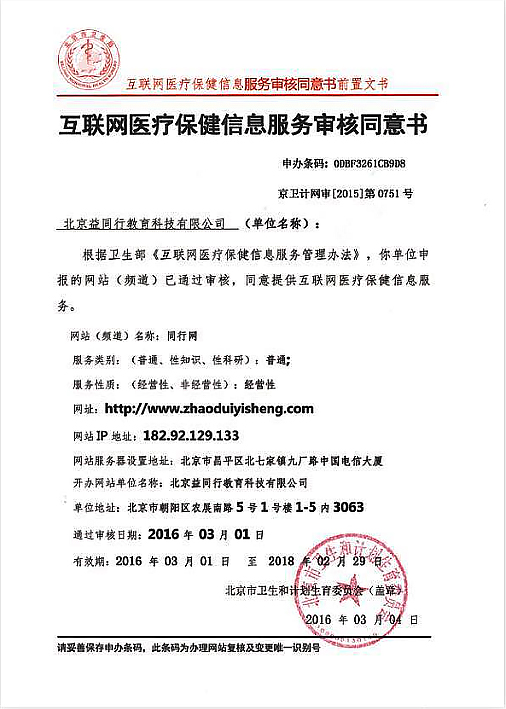 互联网医疗保健信息服务审核同意书前置文书
互联网医疗保健信息服务审核同意书
申办条码：0DBF3261CB9D8
京卫计网审[2015]第0751号
北京益同行教育科技有限公司 （单位名称）：
根据卫生部《互联网医疗保健信息服务管理办法》，你单位申
报的网站（频道）已通过审核，同意提供互联网医疗保健信息服
务。
网站（频道）名称：同行网
服务类别：（普通、性知识、性科研）：普通;
服务性质：（经营性、非经营性）：经营性
网址：http://www.zhaoduiyisheng.com
网站IP地址：182.92.129.133
网站服务器设置地址：北京市昌平区北七家镇九厂路中国电信大厦
开办网站单位名称：北京益同行教育科技有限公司
单位地址：北京市朝阳区农展南路5号1号楼1-5内3063
通过审核日期：2016年03月01日
有效期：2016年03月01日 至 2018年02月29日
北京市卫生和计划生育委员会（盖章）
北京市卫生和计划生育委员会
2016年03月04日
请妥善保存申办条码，此条码为办理网站复核及变更唯一识别号